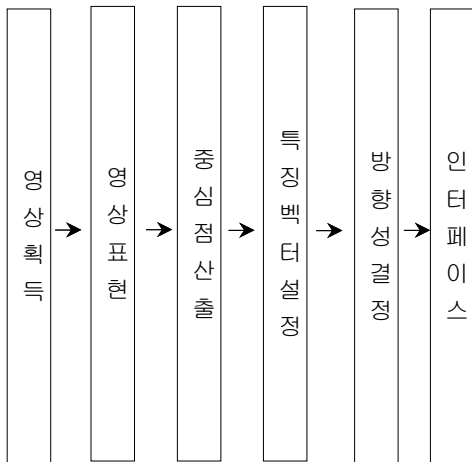 영상획득
영상표현
중심점산출
특징벡터설정
방향성결정
인터페이스